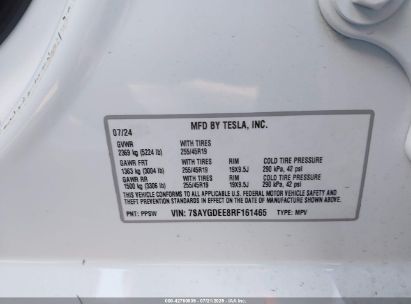 07/24 MFD BY TESLA, INC.
GVWR WITH TIRES
2369 kg (5224 lb) 255/45R19
GAWR FRT WITH TIRES RIM COLD TIRE PRESSURE
1363 kg (3004 lb) 255/45R19 19X9.5J 290 kPa, 42 psi
GAWR RR WITH TIRES RIM COLD TIRE PRESSURE
1500 kg (3306 lb) 255/45R19 19X9.5J 290 kPa, 42 psi
THIS VEHICLE CONFORMS TO ALL APPLICABLE U.S. FEDERAL MOTOR VEHICLE SAFETY AND
THEFT PREVENTION STANDARDS IN EFFECT ON THE DATE OF MANUFACTURE SHOWN ABOVE.
PNT: PPSW VIN: 7SAYGDEE8RF161465 TYPE: MPV